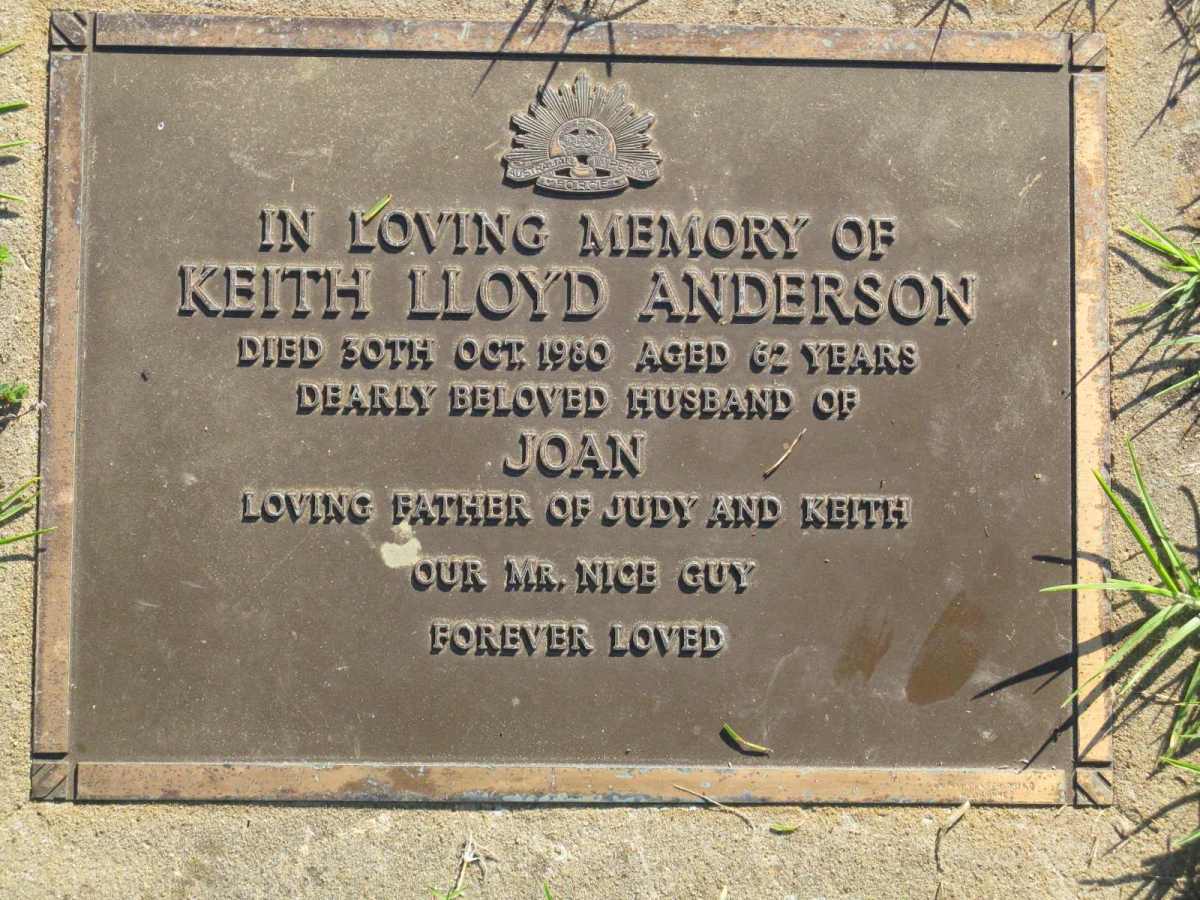 AUSTRALIAN IMPERIAL
FORCES
IN LOVING MEMORY OF
KEITH LLOYD ANDERSON
DIED 30TH OCT. 1980 AGED 62 YEARS
DEARLY BELOVED HUSBAND OF
JOAN
LOVING FATHER OF JUDY AND KEITH
OUR MR. NICE GUY
FOREVER LOVED